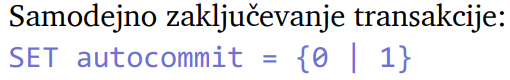 Samodejno zaključevanje transakcije:
SET autocommit = {0 | 1}